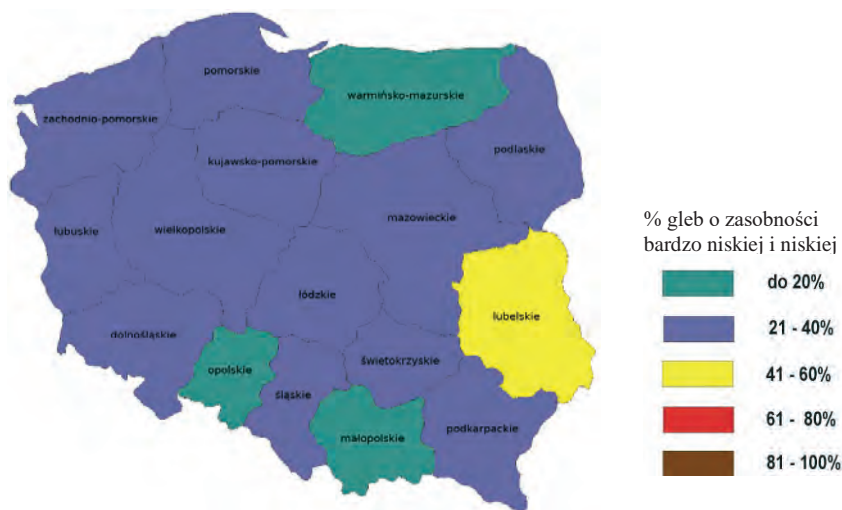 pomorskie
warmińsko-mazurskie
zachodnio-pomorskie
podlaskie
kujawsko-pomorskie
mazowieckie
lubuskie
wielkopolskie
łódzkie
lubelskie
dolnośląskie
opolskie
śląskie
świętokrzyskie
małopolskie
podkarpackie
% gleb o zasobności
bardzo niskiej i niskiej
do 20%
21 - 40%
41 - 60%
61 - 80%
81 - 100%